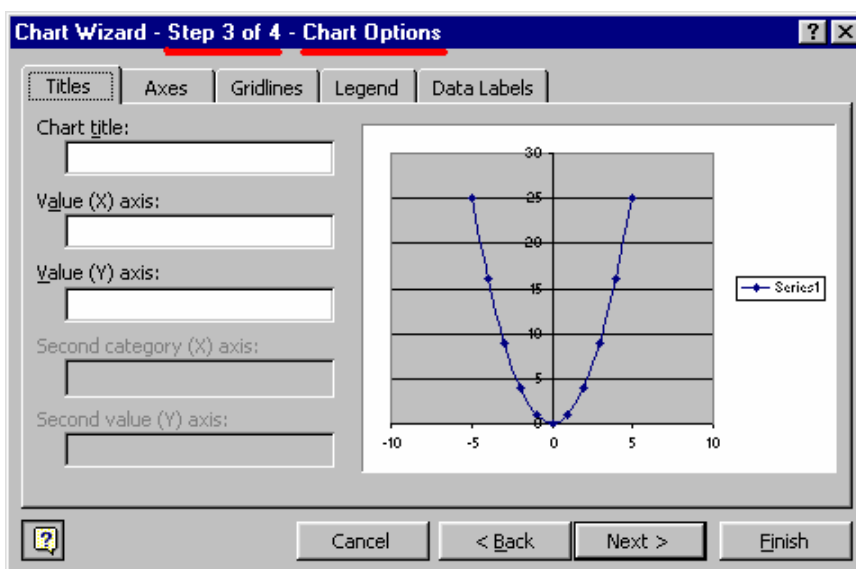 Chart Wizard - Step 3 of 4 - Chart Options
Titles Axes Gridlines Legend Data Labels
Chart title:
Value (X) axis:
Value (Y) axis:
Second category (X) axis:
Second value (Y) axis:
30
25
20
15
10
5
0
-10 -5 0 5 10
Series1
Cancel < Back Next > Finish